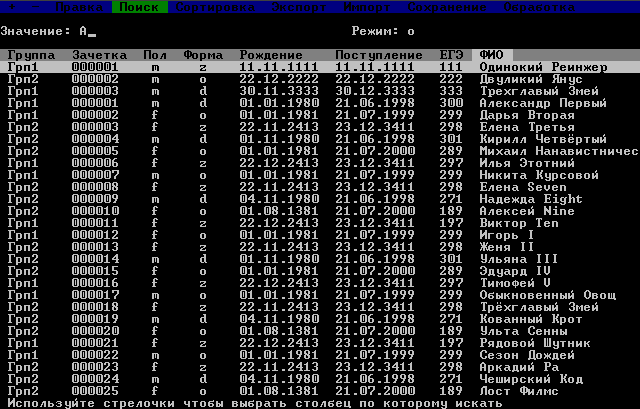 + - Правка Поиск Сортировка Экспорт Импорт Сохранение Обработка
Значение: А_ Режим: о
Группа Зачетка Пол Форма Рождение Поступление ЕГЭ ФИО
Грп1 000001 m z 11.11.1111 11.11.1111 111 Одинокий Реинжер
Грп2 000002 m z 22.12.2222 22.12.2222 222 Двуликий Янус
Грп2 000003 m d 30.11.3333 30.12.3333 333 Трехглавый Змей
Грп1 000001 m d 01.01.1980 21.06.1998 300 Александр Первый
Грп2 000002 f o 01.01.1981 21.07.1999 299 Дарья Вторая
Грп2 000003 f z 22.11.2413 23.12.3411 298 Елена Третья
Грп2 000004 m d 01.11.1980 21.06.1998 301 Кирилл Четвёртый
Грп2 000005 f o 01.01.1981 21.07.2000 289 Михаил Нанавистничес
Грп2 000006 f z 22.12.2413 23.12.3411 297 Илья Этотний
Грп1 000007 f o 01.01.1981 21.07.1999 299 Никита Курсовой
Грп2 000008 f z 22.11.2413 23.12.3411 298 Елена Seven
Грп2 000009 m d 04.11.1980 21.06.1998 271 Надежда Eight
Грп2 000010 f o 01.08.1381 21.07.2000 189 Алексей Nine
Грп1 000011 f z 22.12.2413 23.12.3411 197 Виктор Ten
Грп1 000012 f o 01.01.1981 21.07.1999 299 Игорь I
Грп2 000013 f z 22.11.2413 23.12.3411 298 Женя II
Грп2 000014 m d 01.11.1980 21.06.1998 301 Ульяна III
Грп2 000015 f o 01.01.1981 21.07.2000 289 Эдуард IV
Грп1 000016 f z 22.12.2413 23.12.3411 297 Тимофей V
Грп2 000017 m o 01.01.1981 21.07.1999 299 Обыкновенный Овощ
Грп2 000018 f z 22.11.2413 23.12.3411 298 Трёхглавый Змей
Грп2 000019 m d 04.11.1980 21.06.1998 271 Кованный Крот
Грп2 000020 f o 01.08.1381 21.07.2000 189 Ульта Сенны
Грп1 000021 f z 22.12.2413 23.12.3411 197 Рядовой Шутник
Грп1 000022 m o 01.01.1981 21.07.1999 299 Сезон Дождей
Грп2 000023 m z 22.11.2413 23.12.3411 298 Аркадий Ра
Грп2 000024 m d 04.11.1980 21.06.1998 271 Чеширский Код
Грп2 000025 m o 01.08.1381 21.07.2000 189 Лост Филмс
Используйте стрелочки чтобы выбрать столбец по которому искать